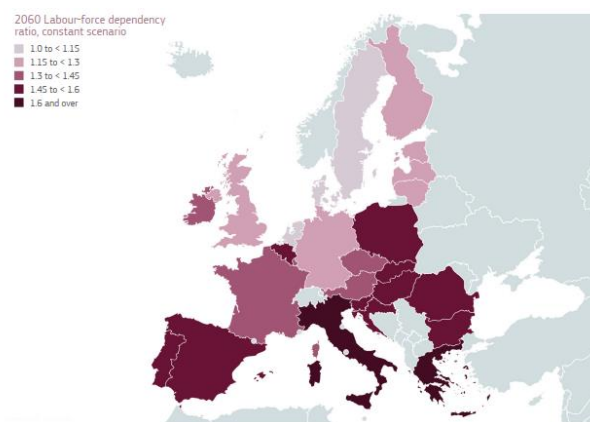 2060 Labour-force dependency
ratio, constant scenario
1.0 to < 1.15
1.15 to < 1.3
1.3 to < 1.45
1.45 to < 1.6
1.6 and over